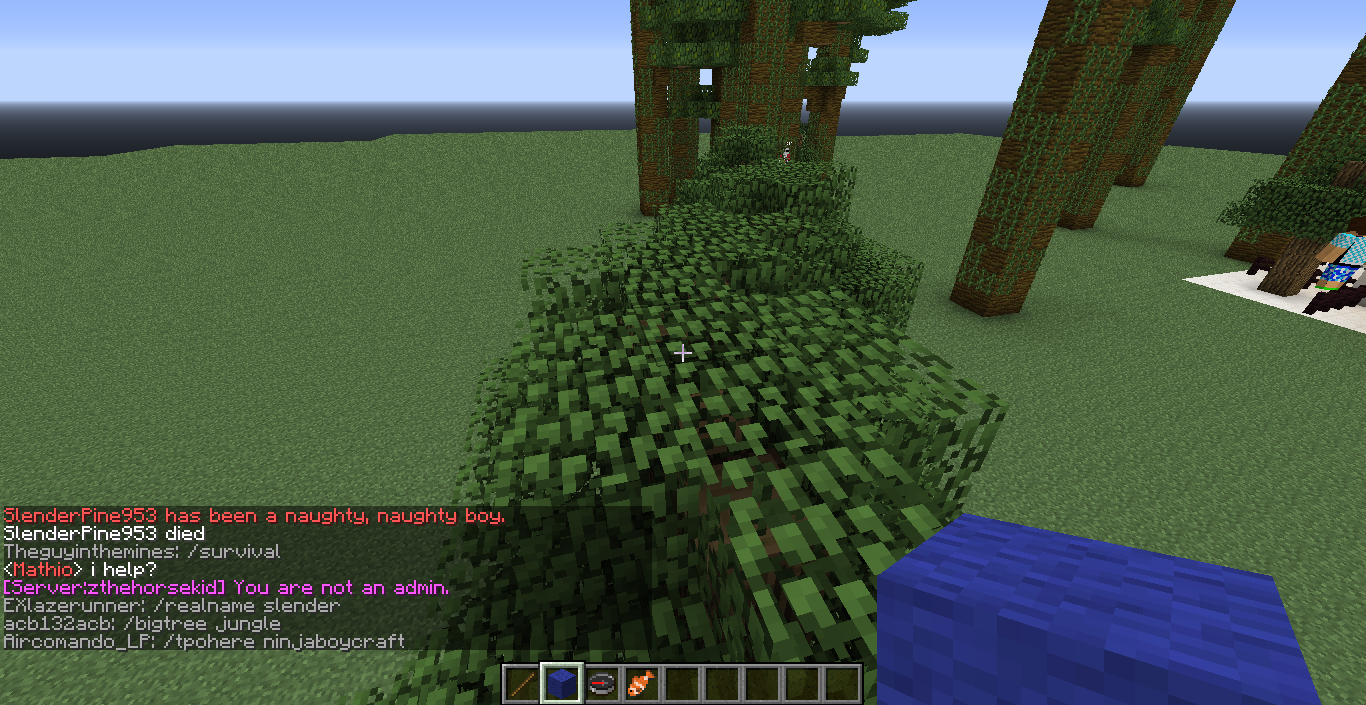 SlenderPine953 has been a naughty, naughty boy.
SlenderPine953 died
Theguyinthemines: /survival
<Mathio> i help?
[Server:zthehorsekid] You are not an admin.
EXlazerunner: /realname slender
acb132acb: /bigtree jungle
Aircomando_LP: /tpohere ninjaboycraft